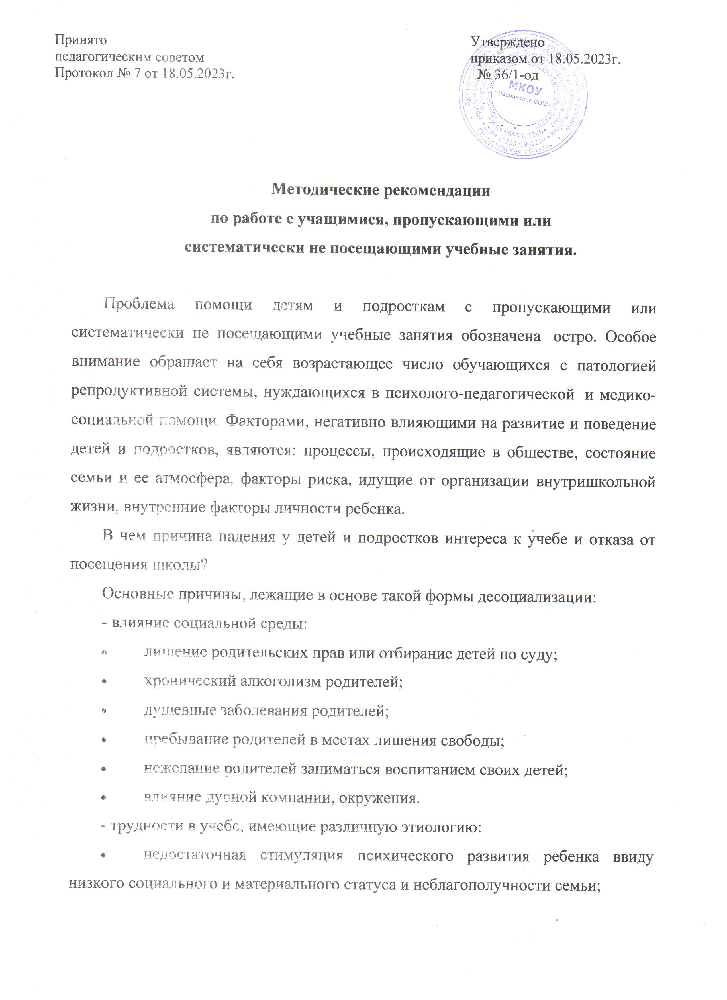 Принято
педагогическим советом
Протокол № 7 от 18.05.2023г.
Утверждено
приказом от 18.05.2023г.
№ 36/1-од
МКОУ
«Оверинская ООШ»
*ИНН 6653001949*
*ОГРН 1026601906210*
Свердловская область
Методические рекомендации
по работе с учащимися, пропускающими или
систематически не посещающими учебные занятия.
Проблема помощи детям и подросткам с пропускающими или
систематически не посещающими учебные занятия обозначена остро. Особое
внимание обращает на себя возрастающее число обучающихся с патологией
репродуктивной системы, нуждающихся в психолого-педагогической и медико-
социальной помощи. Факторами, негативно влияющими на развитие и поведение
детей и подростков, являются: процессы, происходящие в обществе, состояние
семьи и ее атмосфера, факторы риска, идущие от организации внутришкольной
жизни, внутренние факторы личности ребенка.
В чем причина падения у детей и подростков интереса к учебе и отказа от
посещения школы?
Основные причины, лежащие в основе такой формы десоциализации:
- влияние социальной среды:
• лишение родительских прав или отбирание детей по суду;
• хронический алкоголизм родителей;
• душевные заболевания родителей;
• пребывание родителей в местах лишения свободы;
• нежелание родителей заниматься воспитанием своих детей;
• влияние дурной компании, окружения.
- трудности в учебе, имеющие различную этиологию:
• недостаточная стимуляция психического развития ребенка ввиду
низкого социального и материального статуса и неблагополучности семьи;